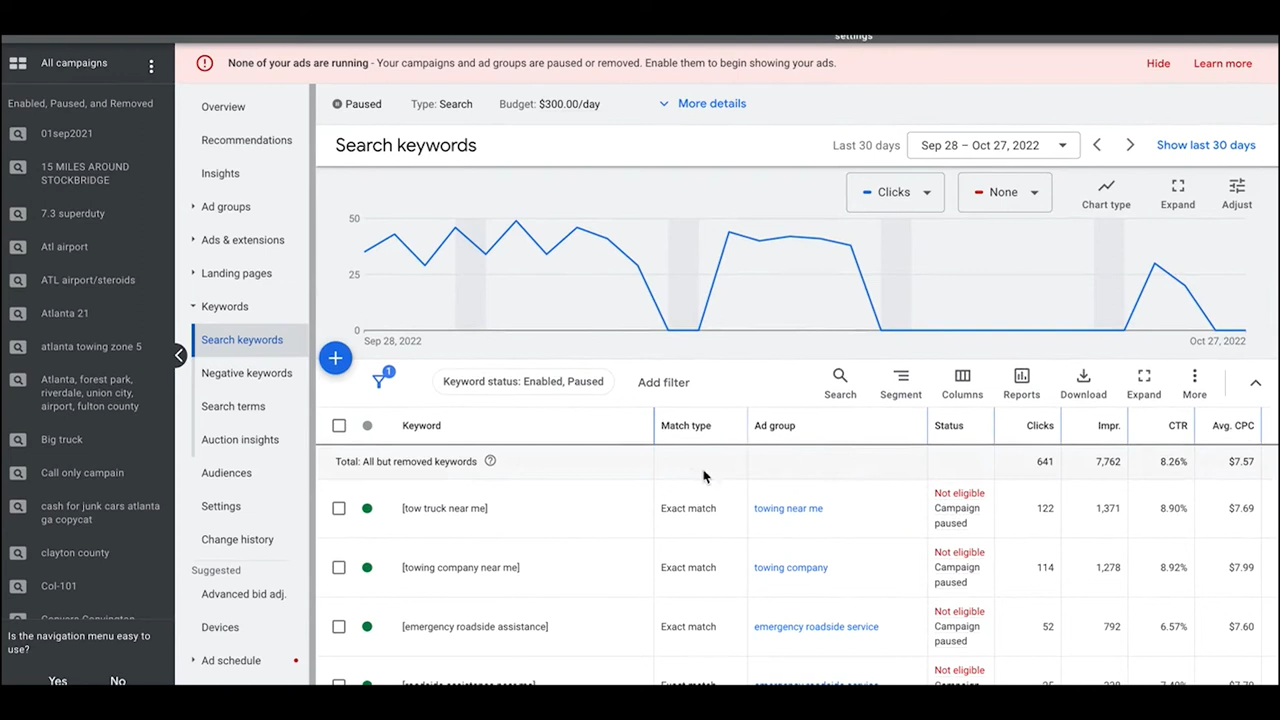 settings
All campaigns
None of your ads are running - Your campaigns and ad groups are paused or removed. Enable them to begin showing your ads.
Hide
Learn more
Enabled, Paused, and Removed
01sep2021
15 MILES AROUND
STOCKBRIDGE
7.3 superduty
Atl airport
ATL airport/steroids
Atlanta 21
atlanta towing zone 5
Atlanta, forest park,
riverdale, union city,
airport, fulton county
Big truck
Call only campain
cash for junk cars atlanta
ga copycat
clayton county
Col-101
Conyers Covington
Is the navigation menu easy to
use?
Yes
No
Overview
Recommendations
Insights
Ad groups
Ads & extensions
Landing pages
Keywords
Search keywords
Negative keywords
Search terms
Auction insights
Audiences
Settings
Change history
Suggested
Advanced bid adj.
Devices
Ad schedule
Paused
Type: Search
Budget: $300.00/day
More details
Search keywords
Last 30 days
Sep 28 – Oct 27, 2022
Show last 30 days
Clicks
None
Chart type
Expand
Adjust
50
25
0
Sep 28, 2022
Oct 27, 2022
1
Keyword status: Enabled, Paused
Add filter
Search
Segment
Columns
Reports
Download
Expand
More
Keyword
Match type
Ad group
Status
Clicks
Impr.
CTR
Avg. CPC
Total: All but removed keywords
641
7,762
8.26%
$7.57
[tow truck near me]
Exact match
towing near me
Not eligible
Campaign
paused
122
1,371
8.90%
$7.69
[towing company near me]
Exact match
towing company
Not eligible
Campaign
paused
114
1,278
8.92%
$7.99
[emergency roadside assistance]
Exact match
emergency roadside service
Not eligible
Campaign
paused
52
792
6.57%
$7.60
[roadside assistance near me]
Exact match
emergency roadside service
Not eligible